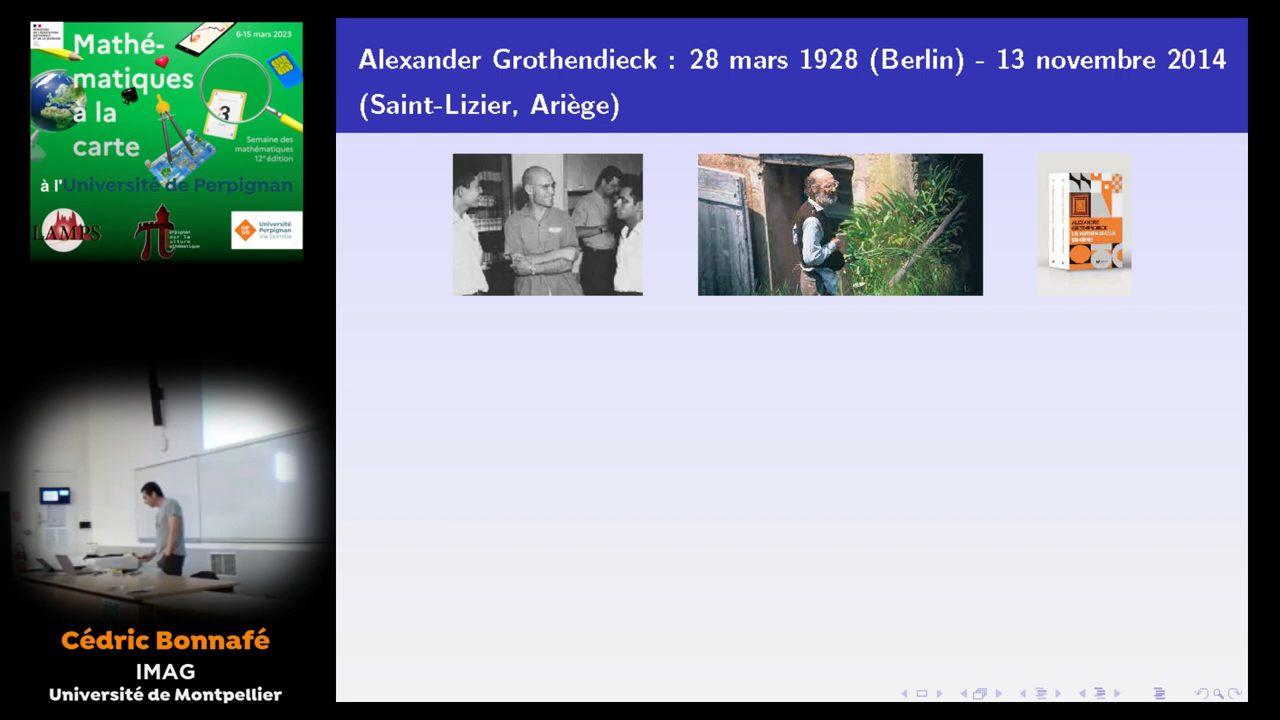 6-15 mars 2023
Mathé-
matiques
à la
carte
3
Semaine des
mathématiques
12e édition
à l'Université de Perpignan
LAMPS
Université
Perpignan
Via Domitia
Alexander Grothendieck : 28 mars 1928 (Berlin) - 13 novembre 2014
(Saint-Lizier, Ariège)
Cédric Bonnafé
IMAG
Université de Montpellier